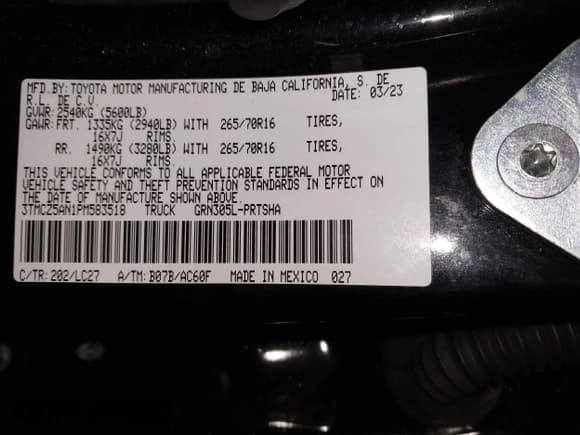 MFD.BY:TOYOTA MOTOR MANUFACTURING DE BAJA CALIFORNIA, S. DE
R.L. DE C.V. DATE: 03/23
GVWR:2540KG (5600LB)
GAWR:FRT. 1335KG (2940LB) WITH 265/70R16 TIRES,
16X7J RIMS.
RR. 1490KG (3280LB) WITH 265/70R16 TIRES,
16X7J RIMS.
THIS VEHICLE CONFORMS TO ALL APPLICABLE FEDERAL MOTOR
VEHICLE SAFETY AND THEFT PREVENTION STANDARDS IN EFFECT ON
THE DATE OF MANUFACTURE SHOWN ABOVE.
3TMCZ5AN1PM583518 TRUCK GRN305L-PRTSHA
C/TR:202/LC27 A/TM:B07B/AC60F MADE IN MEXICO 027